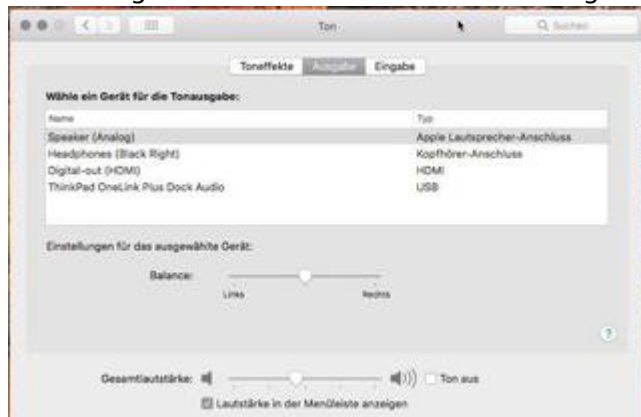 Ton
Suchen
Toneffekte Ausgabe Eingabe
Wähle ein Gerät für die Tonausgabe:
Name Typ
Speaker (Analog) Apple Lautsprecher-Anschluss
Headphones (Black Right) Kopfhörer-Anschluss
Digital-out (HDMI) HDMI
ThinkPad OneLink Plus Dock Audio USB
Einstellungen für das ausgewählte Gerät:
Balance:
Links Rechts
?
Gesamtlautstärke: Ton aus
Lautstärke in der Menüleiste anzeigen